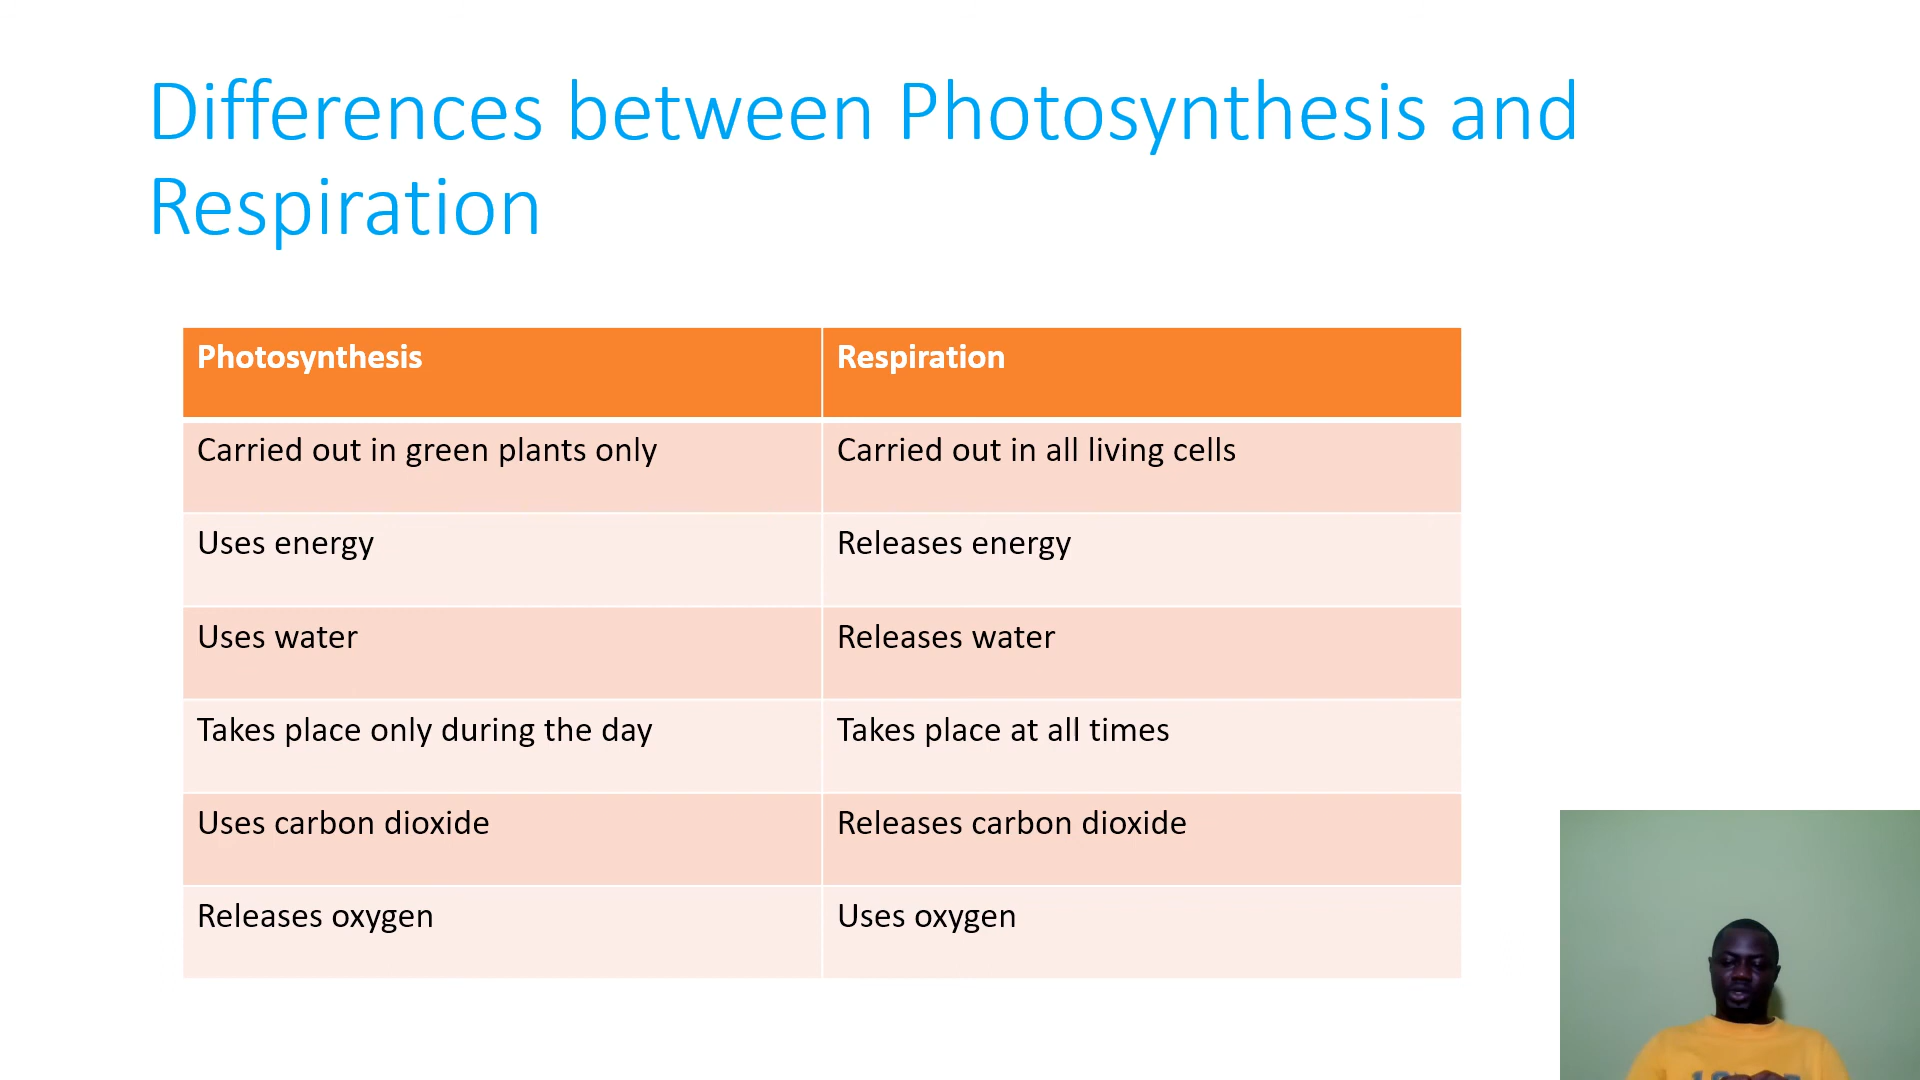 Differences between Photosynthesis and
Respiration
Photosynthesis Respiration
Carried out in green plants only Carried out in all living cells
Uses energy Releases energy
Uses water Releases water
Takes place only during the day Takes place at all times
Uses carbon dioxide Releases carbon dioxide
Releases oxygen Uses oxygen